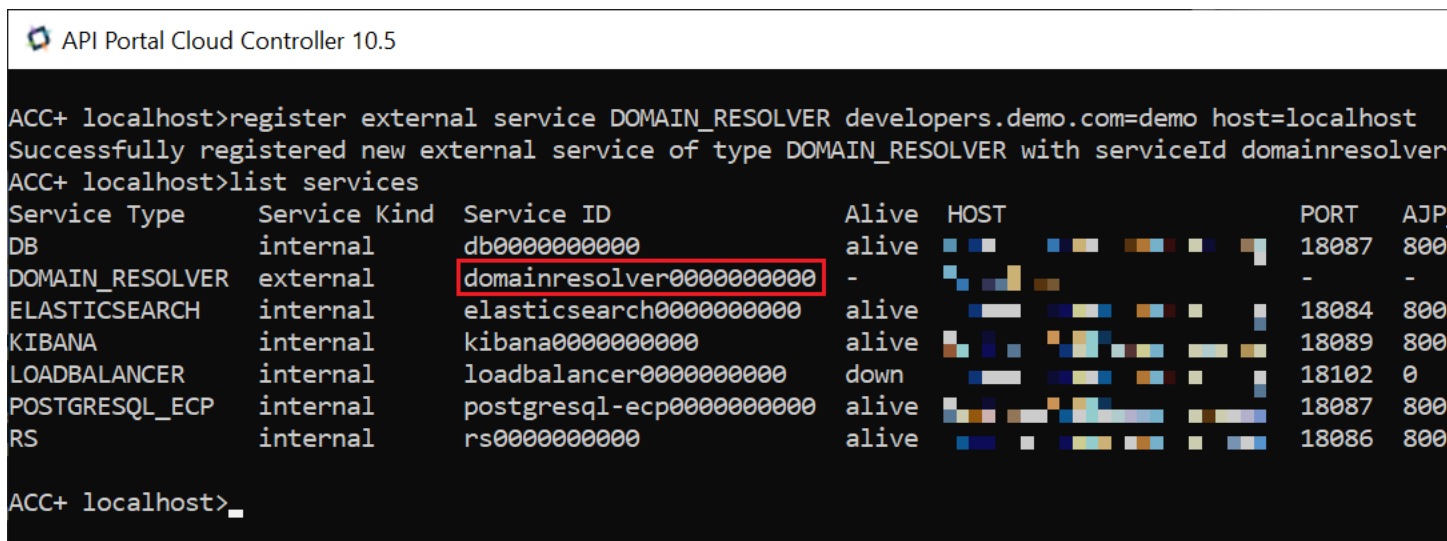 API Portal Cloud Controller 10.5
ACC+ localhost>register external service DOMAIN_RESOLVER developers.demo.com=demo host=localhost
Successfully registered new external service of type DOMAIN_RESOLVER with serviceId domainresolver
ACC+ localhost>list services
Service Type Service Kind Service ID Alive HOST PORT AJP_
DB internal db0000000000 alive 18087 800
DOMAIN_RESOLVER external domainresolver0000000000 - - -
ELASTICSEARCH internal elasticsearch0000000000 alive 18084 800
KIBANA internal kibana0000000000 alive 18089 800
LOADBALANCER internal loadbalancer0000000000 down 18102 0
POSTGRESQL_ECP internal postgresql-ecp0000000000 alive 18087 800
RS internal rs0000000000 alive 18086 800
ACC+ localhost>